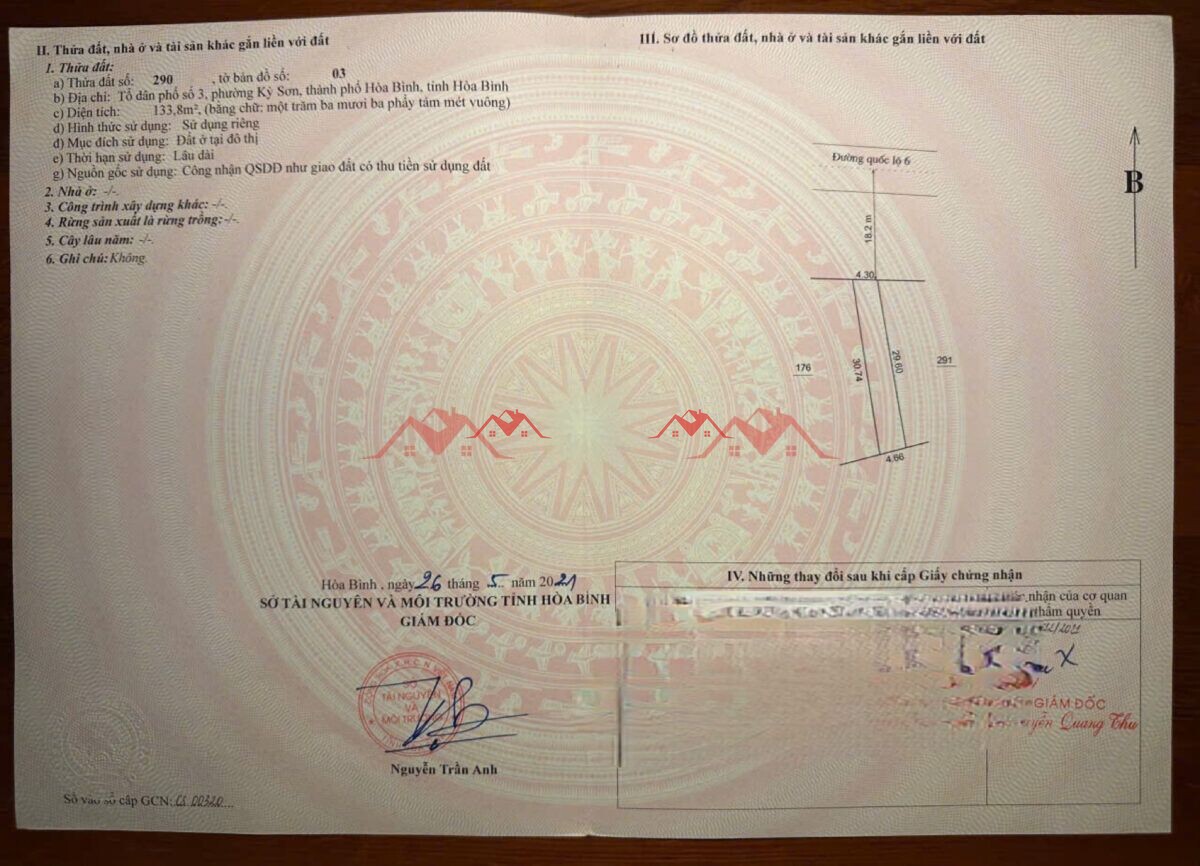 II. Thửa đất, nhà ở và tài sản khác gắn liền với đất
1. Thửa đất:
a) Thửa đất số: 290 , tờ bản đồ số: 03
b) Địa chỉ: Tổ dân phố số 3, phường Kỳ Sơn, thành phố Hòa Bình, tỉnh Hòa Bình
c) Diện tích: 133,8m², (bằng chữ: một trăm ba mươi ba phẩy tám mét vuông)
d) Hình thức sử dụng: Sử dụng riêng
đ) Mục đích sử dụng: Đất ở tại đô thị
e) Thời hạn sử dụng: Lâu dài
g) Nguồn gốc sử dụng: Công nhận QSDĐ như giao đất có thu tiền sử dụng đất
2. Nhà ở: -/-.
3. Công trình xây dựng khác: -/-.
4. Rừng sản xuất là rừng trồng: -/-.
5. Cây lâu năm: -/-.
6. Ghi chú: Không.
Hòa Bình , ngày 26 tháng 5 năm 2021
SỞ TÀI NGUYÊN VÀ MÔI TRƯỜNG TỈNH HÒA BÌNH
GIÁM ĐỐC
TÀI NGUYÊN
VÀ
MÔI TRƯỜNG
Nguyễn Trần Anh
Số vào sổ cấp GCN: CS 00320
III. Sơ đồ thửa đất, nhà ở và tài sản khác gắn liền với đất
Đường quốc lộ 6
B
18.2 m
4.30
176
30.74
29.60
291
4.66
IV. Những thay đổi sau khi cấp Giấy chứng nhận
nhận của cơ quan
thẩm quyền
GIÁM ĐỐC
Quang Thu